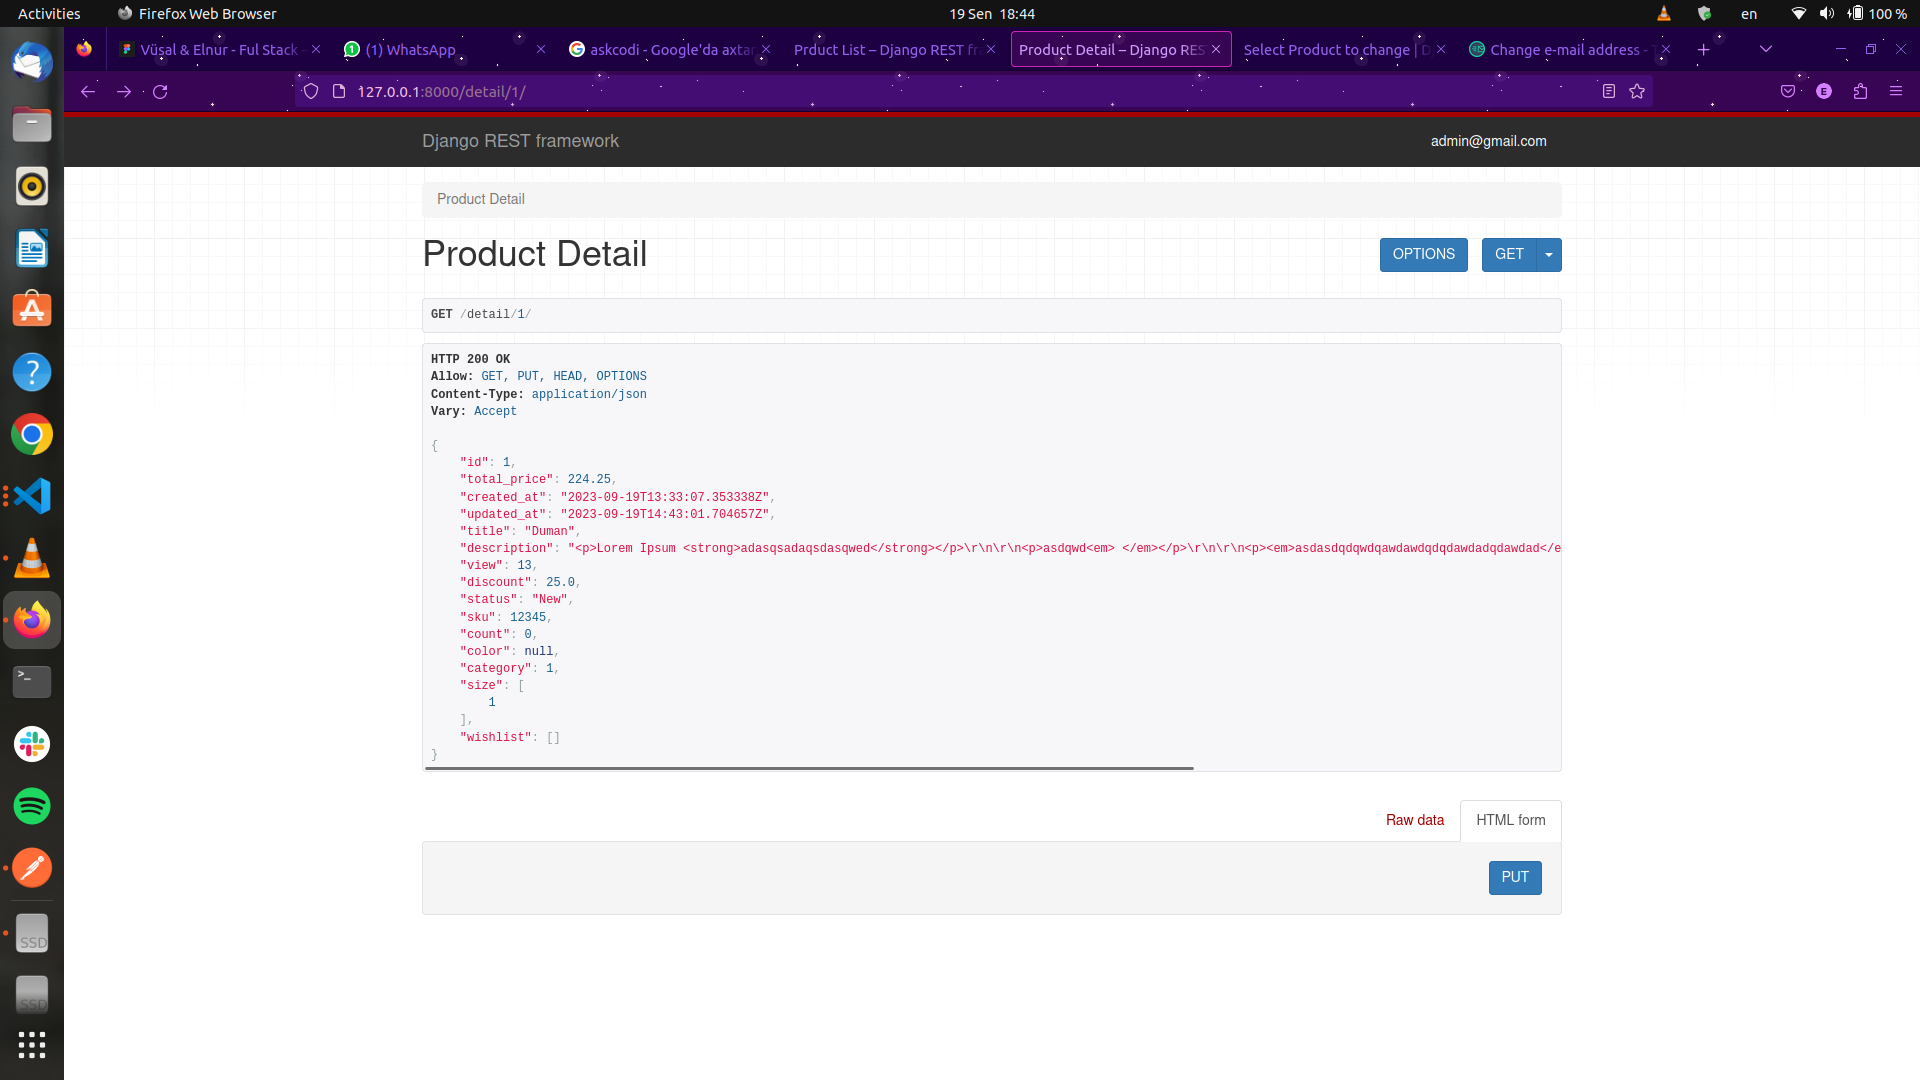 Activities Firefox Web Browser 19 Sen 18:44 en 100 %
Vüsal & Elnur - Ful Stack (1) WhatsApp askcodi - Google'da axtar Prduct List – Django REST fr Product Detail – Django RES Select Product to change | D Change e-mail address -
127.0.0.1:8000/detail/1/ E
Django REST framework admin@gmail.com
Product Detail
Product Detail OPTIONS GET
GET /detail/1/
HTTP 200 OK
Allow: GET, PUT, HEAD, OPTIONS
Content-Type: application/json
Vary: Accept
{
"id": 1,
"total_price": 224.25,
"created_at": "2023-09-19T13:33:07.353338Z",
"updated_at": "2023-09-19T14:43:01.704657Z",
"title": "Duman",
"description": "<p>Lorem Ipsum <strong>adasqsadaqsdasqwed</strong></p>\r\n\r\n<p>asdqwd<em> </em></p>\r\n\r\n<p><em>asdasdqdqwdqawdawdqdqdawdadqdawdad</e
"view": 13,
"discount": 25.0,
"status": "New",
"sku": 12345,
"count": 0,
"color": null,
"category": 1,
"size": [
1
],
"wishlist": []
}
Raw data HTML form
PUT
SSD
SSD